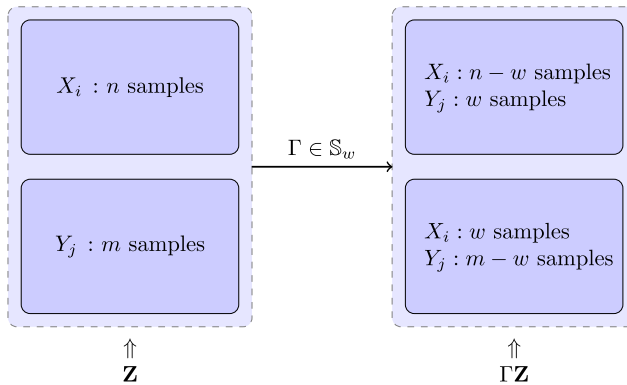 X_i : n samples
Y_j : m samples
Γ ∈ 𝕊_w
X_i : n − w samples
Y_j : w samples
X_i : w samples
Y_j : m − w samples
⇑
𝐙
⇑
Γ𝐙